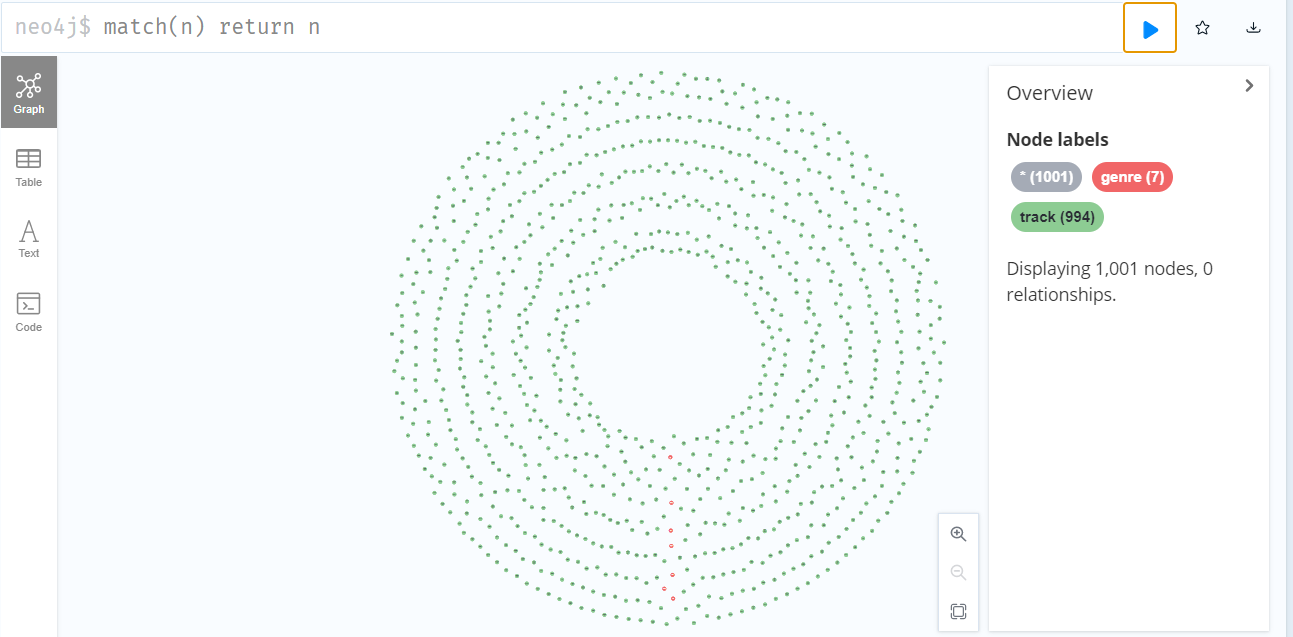 neo4j$ match(n) return n
Graph
Table
Text
Code
Overview
Node labels
* (1001) genre (7)
track (994)
Displaying 1,001 nodes, 0
relationships.